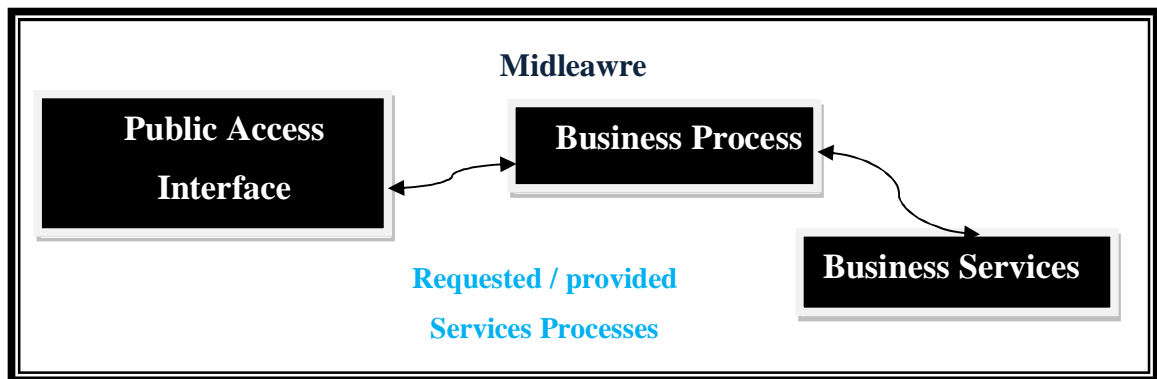 Midleawre
Public Access
Interface
Business Process
Business Services
Requested / provided
Services Processes